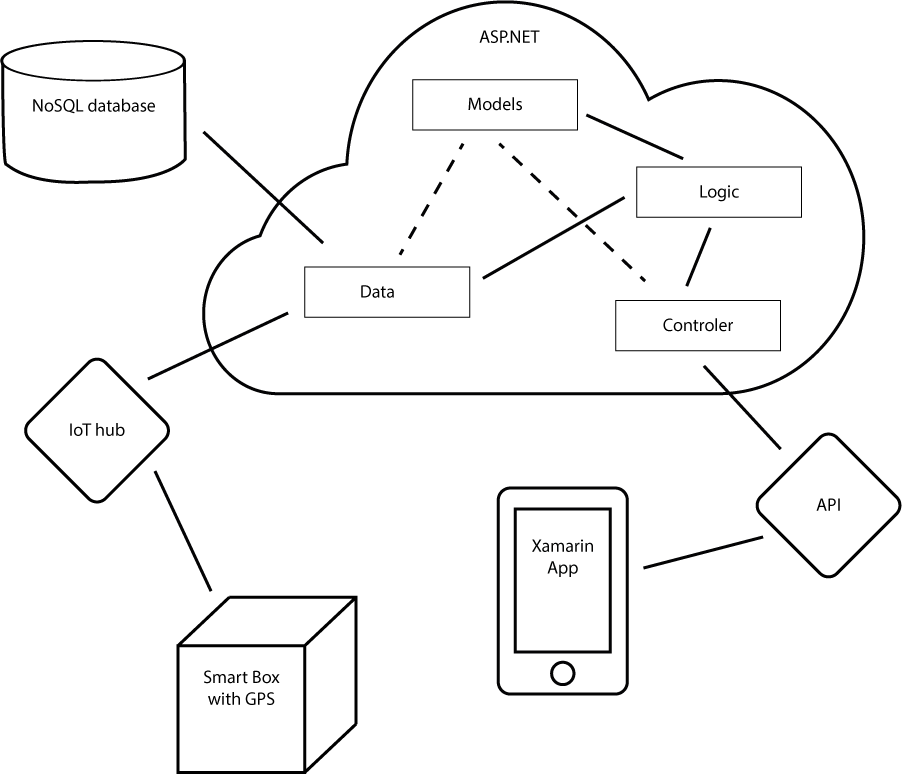 ASP.NET
NoSQL database
Models
Logic
Data
Controler
IoT hub
API
Xamarin
App
Smart Box
with GPS